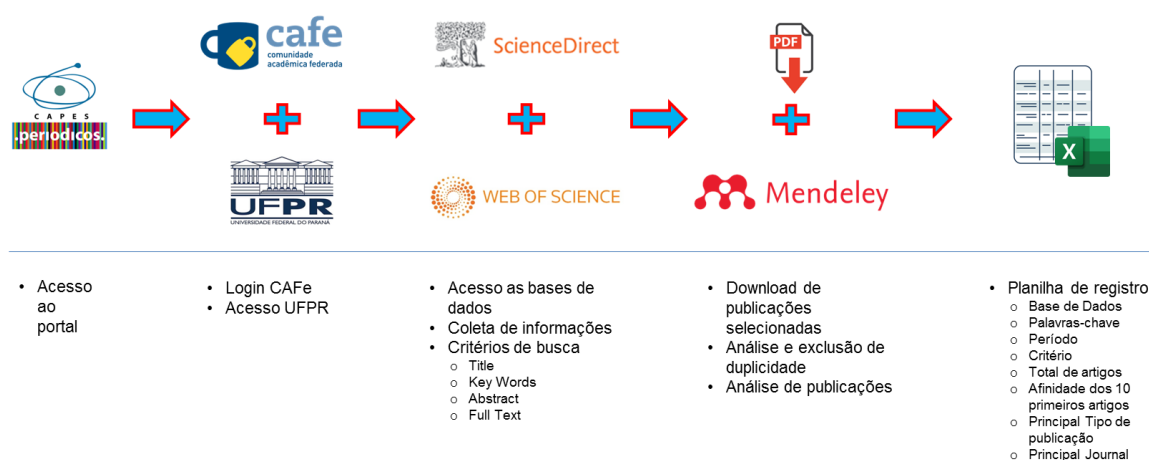 CAPES
.periodicos.
cafe
comunidade
acadêmica federada
UFPR
UNIVERSIDADE FEDERAL DO PARANÁ
ScienceDirect
WEB OF SCIENCE
PDF
Mendeley
X
• Acesso
ao
portal
• Login CAFe
• Acesso UFPR
• Acesso as bases de
dados
• Coleta de informações
• Critérios de busca
o Title
o Key Words
o Abstract
o Full Text
• Download de
publicações
selecionadas
• Análise e exclusão de
duplicidade
• Análise de publicações
• Planilha de registro
o Base de Dados
o Palavras-chave
o Período
o Critério
o Total de artigos
o Afinidade dos 10
primeiros artigos
o Principal Tipo de
publicação
o Principal Journal